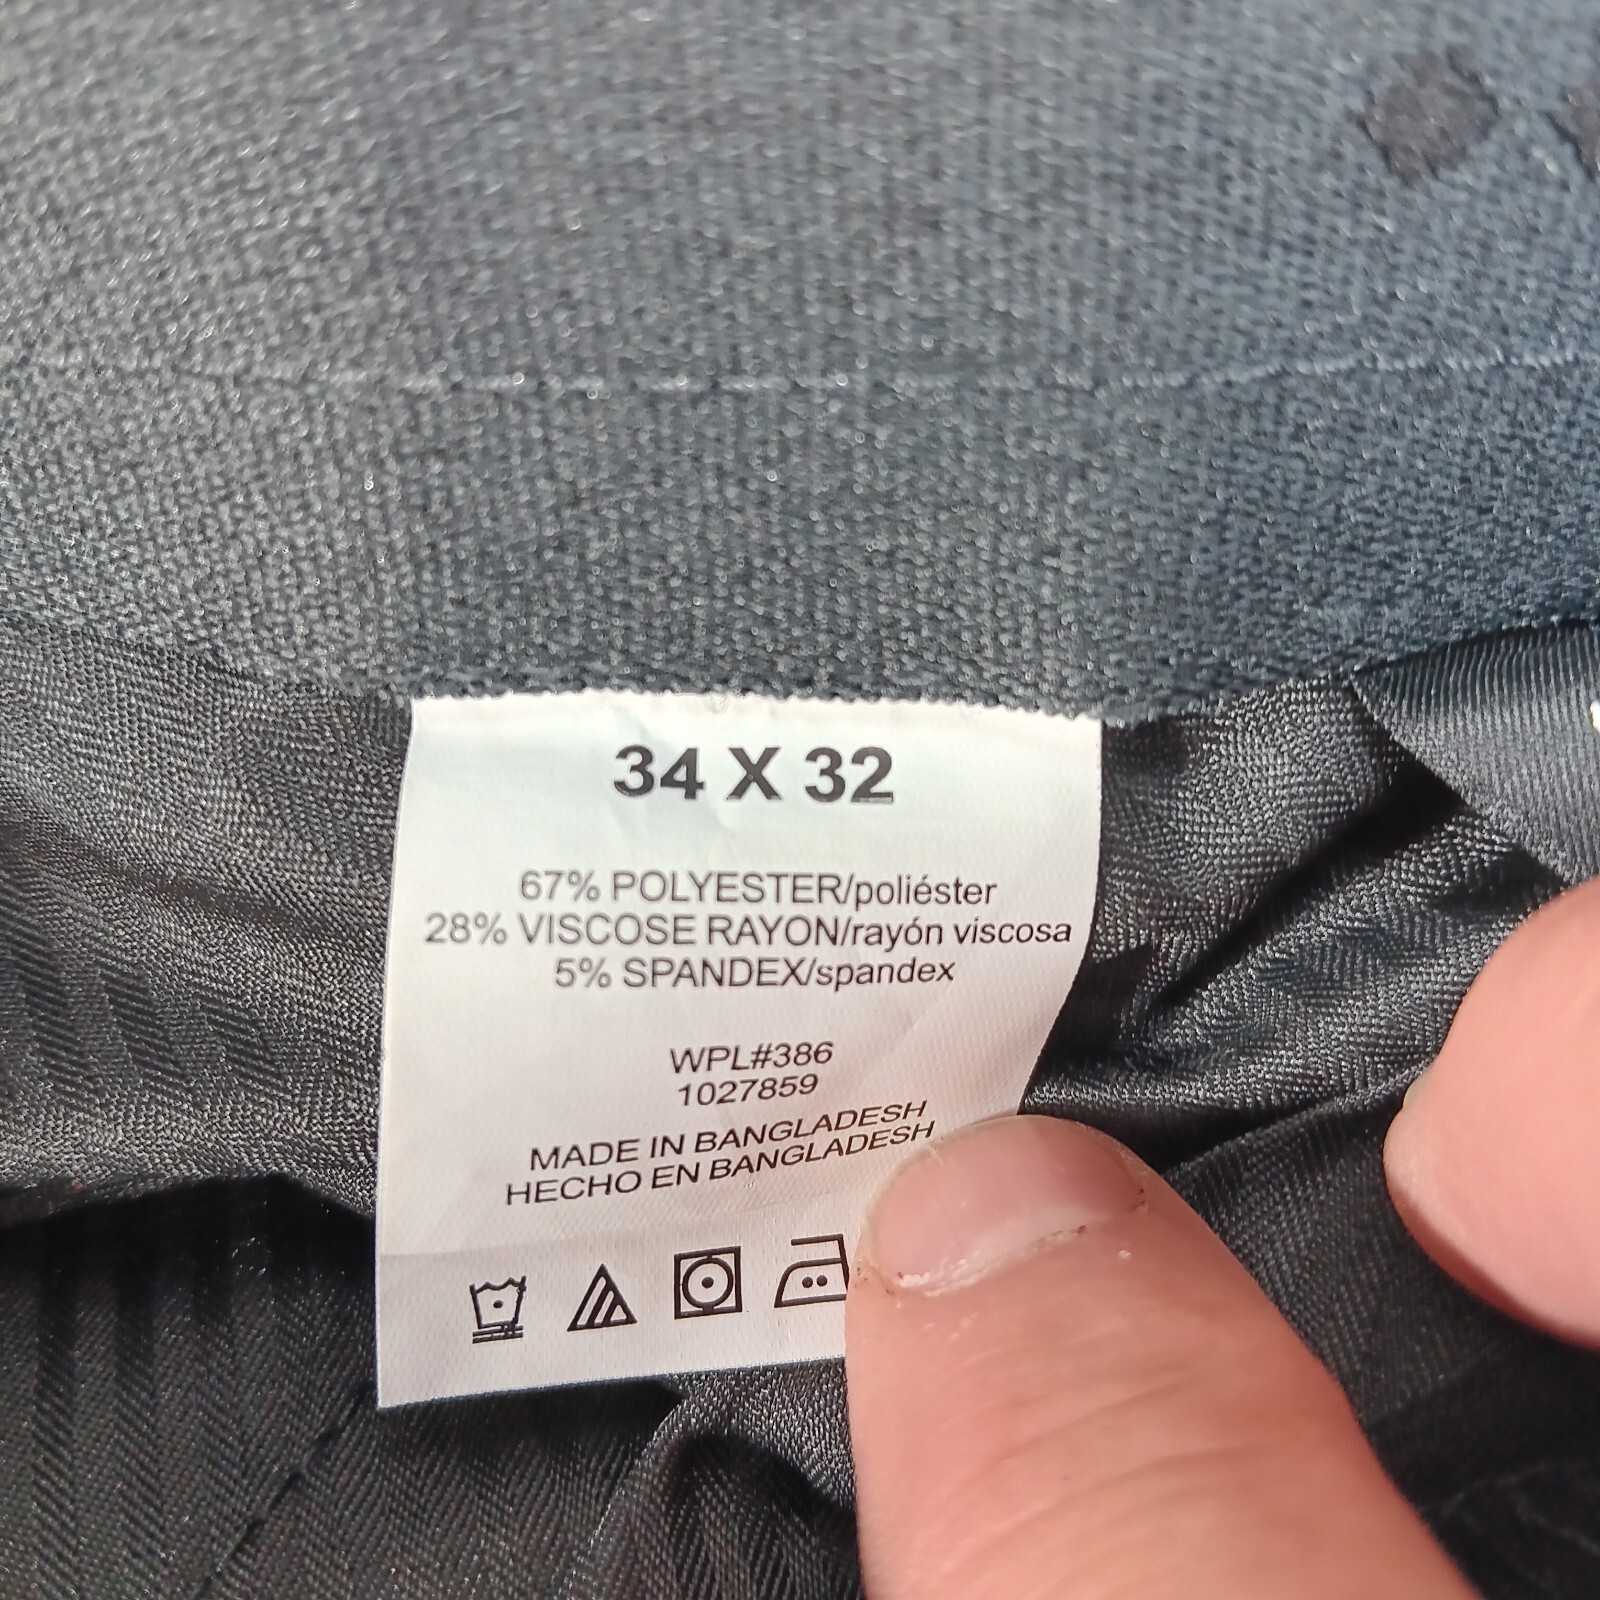 34 X 32
67% POLYESTER/poliéster
28% VISCOSE RAYON/rayón viscosa
5% SPANDEX/spandex
WPL#386
1027859
MADE IN BANGLADESH
HECHO EN BANGLADESH